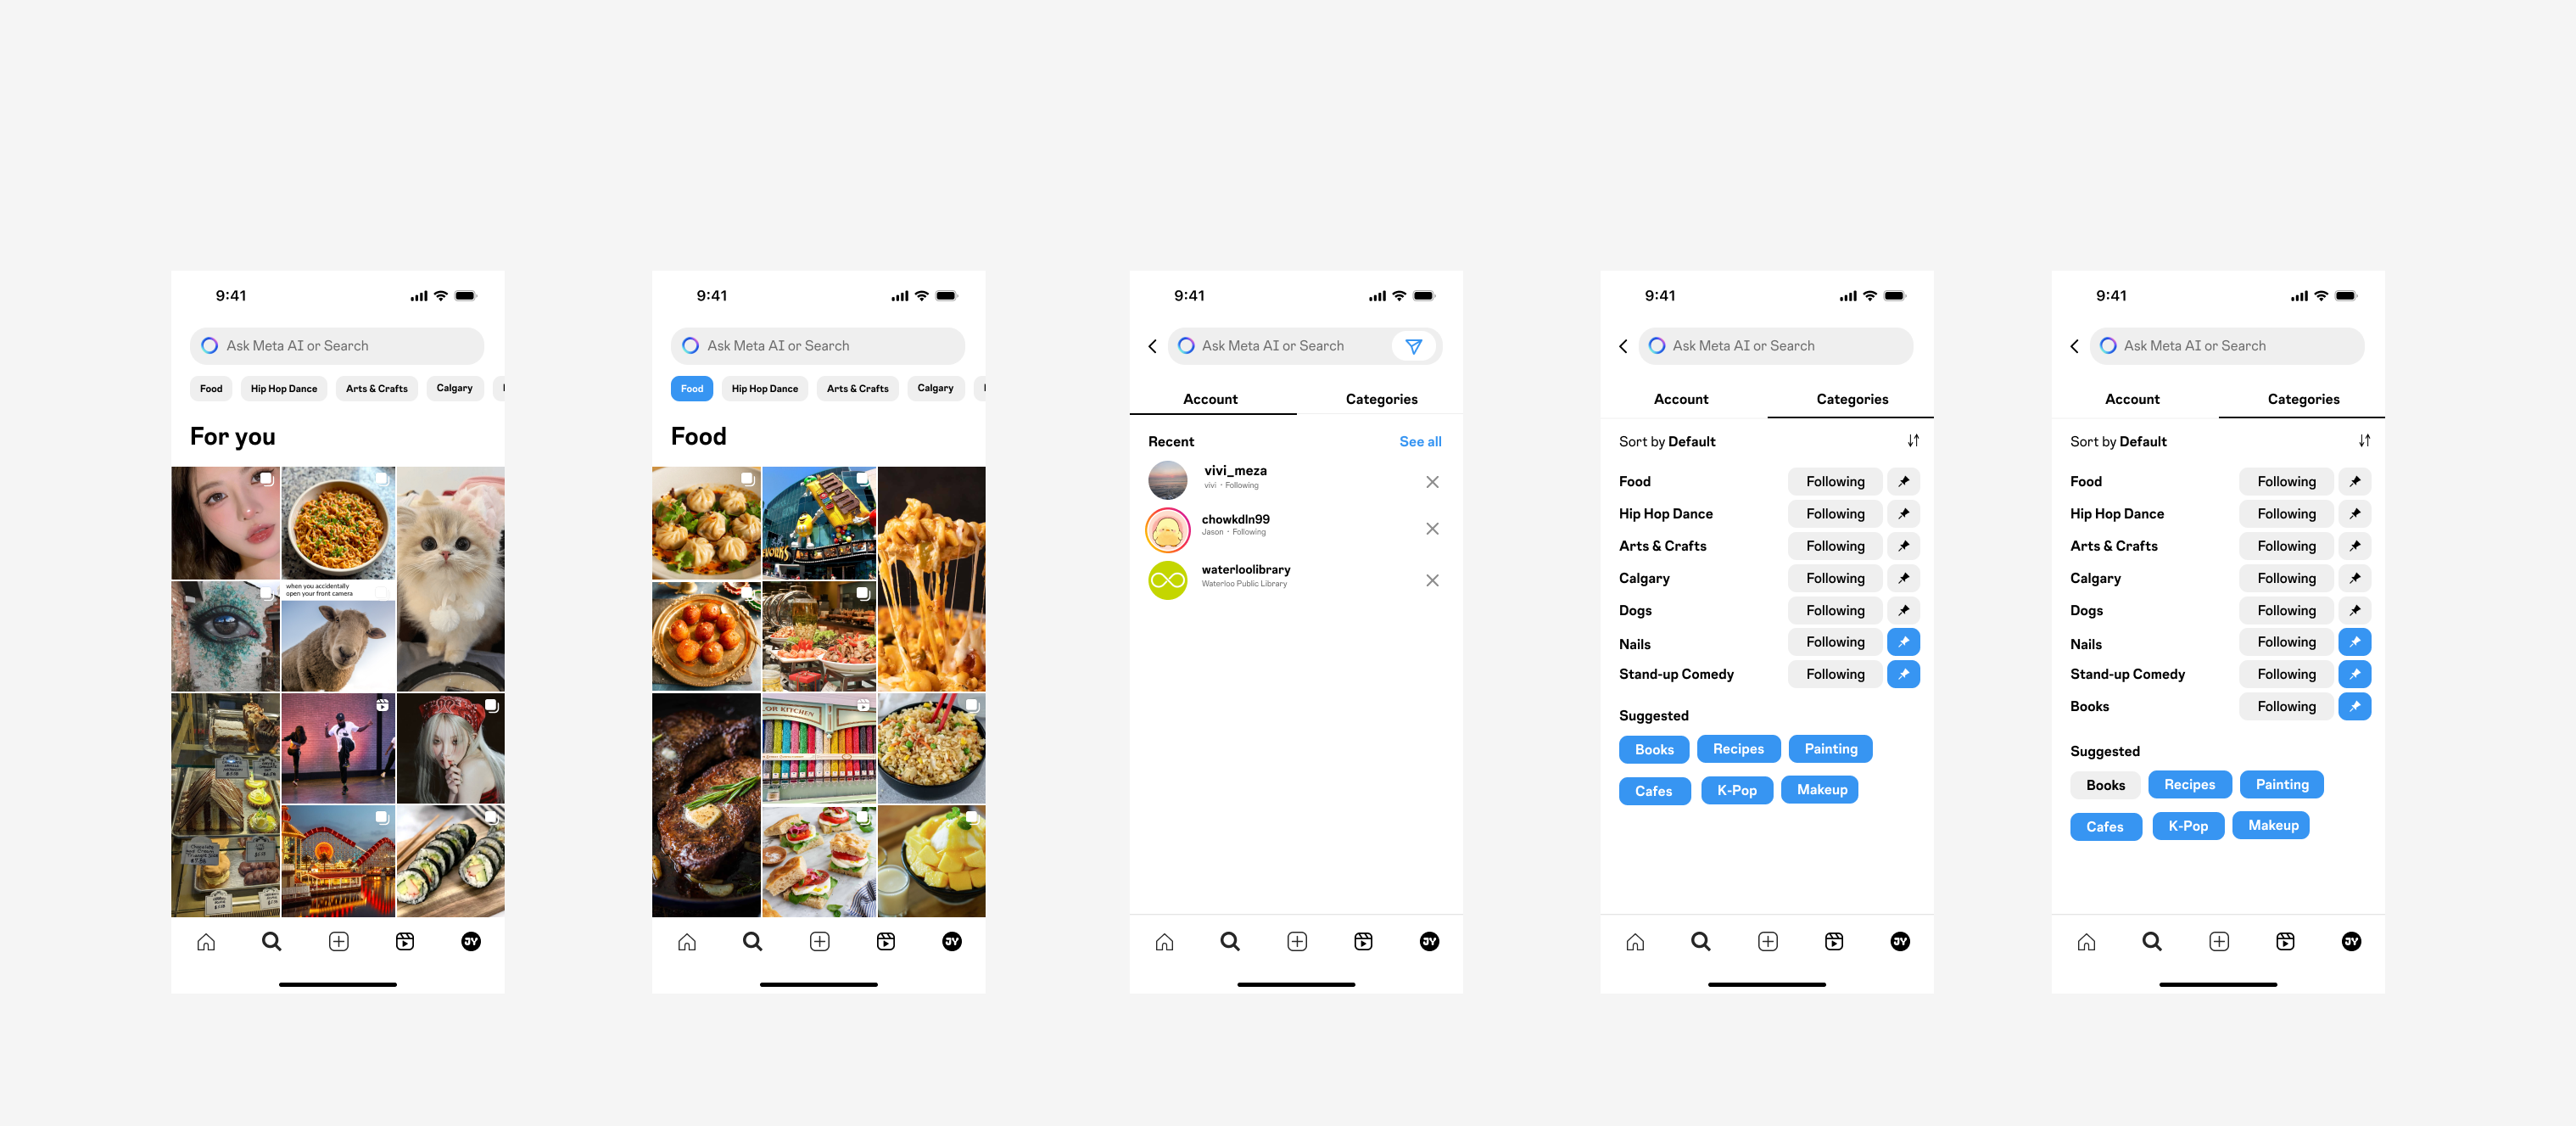 9:41
Ask Meta AI or Search
Food Hip Hop Dance Arts & Crafts Calgary
For you
when you accidentally
open your front camera
JY
9:41
Ask Meta AI or Search
Food Hip Hop Dance Arts & Crafts Calgary
Food
JY
9:41
Ask Meta AI or Search
Account Categories
Recent See all
vivi_meza
vivi · Following
chowkdln99
Jason · Following
waterloolibrary
Waterloo Public Library
JY
9:41
Ask Meta AI or Search
Account Categories
Sort by Default
Food Following
Hip Hop Dance Following
Arts & Crafts Following
Calgary Following
Dogs Following
Nails Following
Stand-up Comedy Following
Suggested
Books Recipes Painting
Cafes K-Pop Makeup
JY
9:41
Ask Meta AI or Search
Account Categories
Sort by Default
Food Following
Hip Hop Dance Following
Arts & Crafts Following
Calgary Following
Dogs Following
Nails Following
Stand-up Comedy Following
Books Following
Suggested
Books Recipes Painting
Cafes K-Pop Makeup
JY